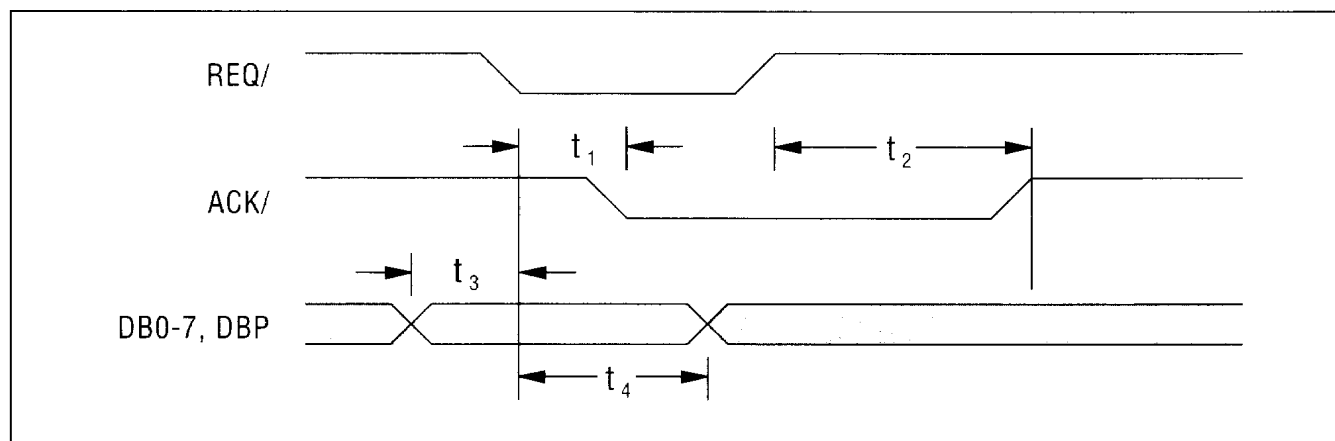 REQ/
t₁
t₂
ACK/
t₃
DB0-7, DBP
t₄